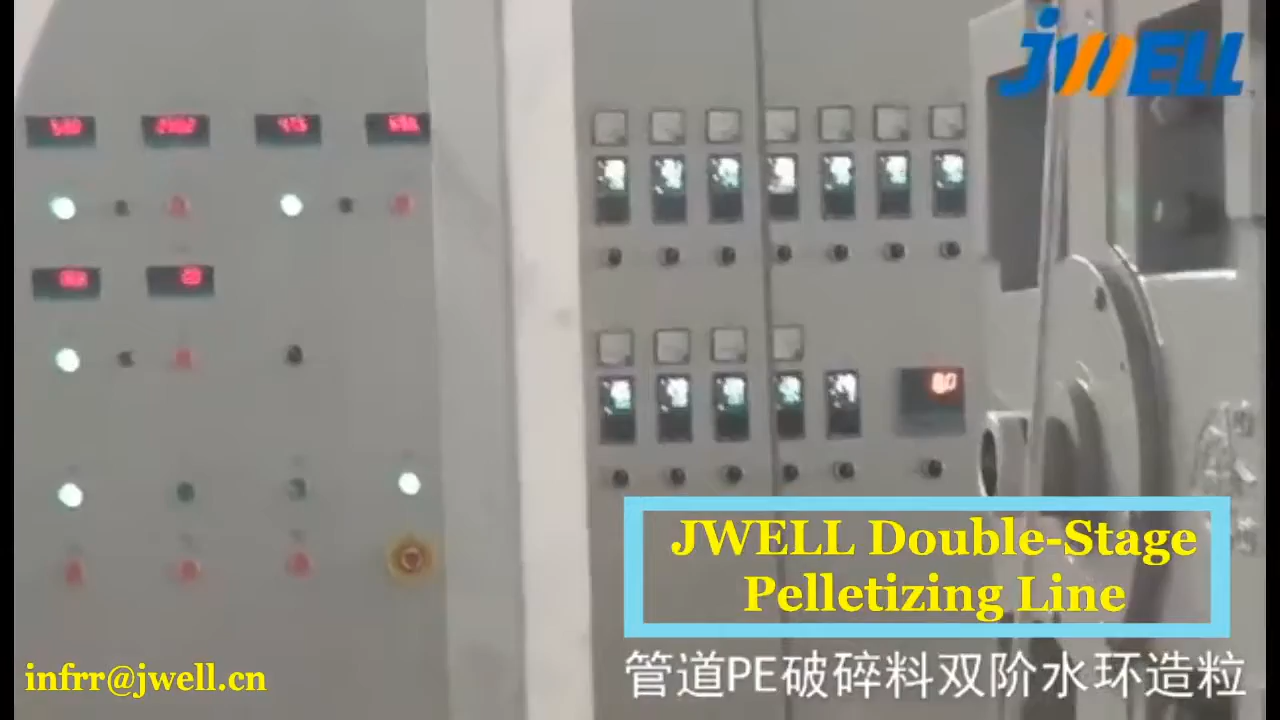 JWELL
JWELL Double-Stage
Pelletizing Line
infrr@jwell.cn
管道PE破碎料双阶水环造粒